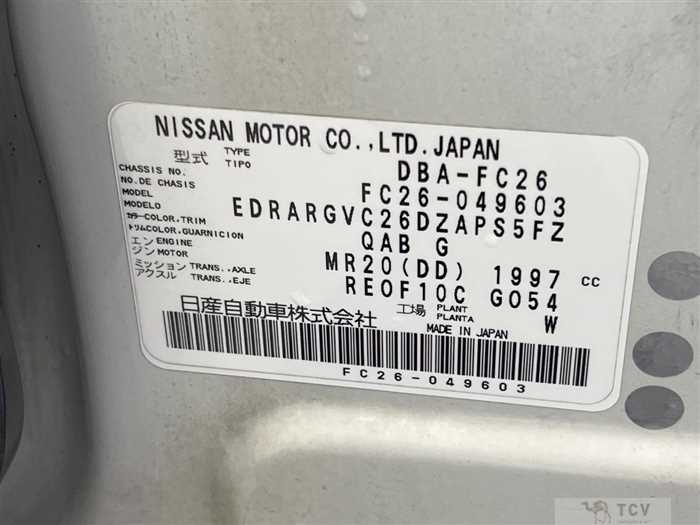 NISSAN MOTOR CO.,LTD.JAPAN
型式 TYPE TIPO DBA-FC26
CHASSIS NO. NO.DE CHASIS FC26-049603
MODEL MODELO EDRARGVC26DZAPS5FZ
カラー COLOR,TRIM トリム COLOR,GUARNICION QAB G
エンジン ENGINE MOTOR MR20(DD) 1997 CC
ミッション アクスル TRANS.,AXLE TRANS.,EJE REOF10C GO54
日産自動車株式会社 工場 PLANT PLANTA W
MADE IN JAPAN
FC26-049603
TCV